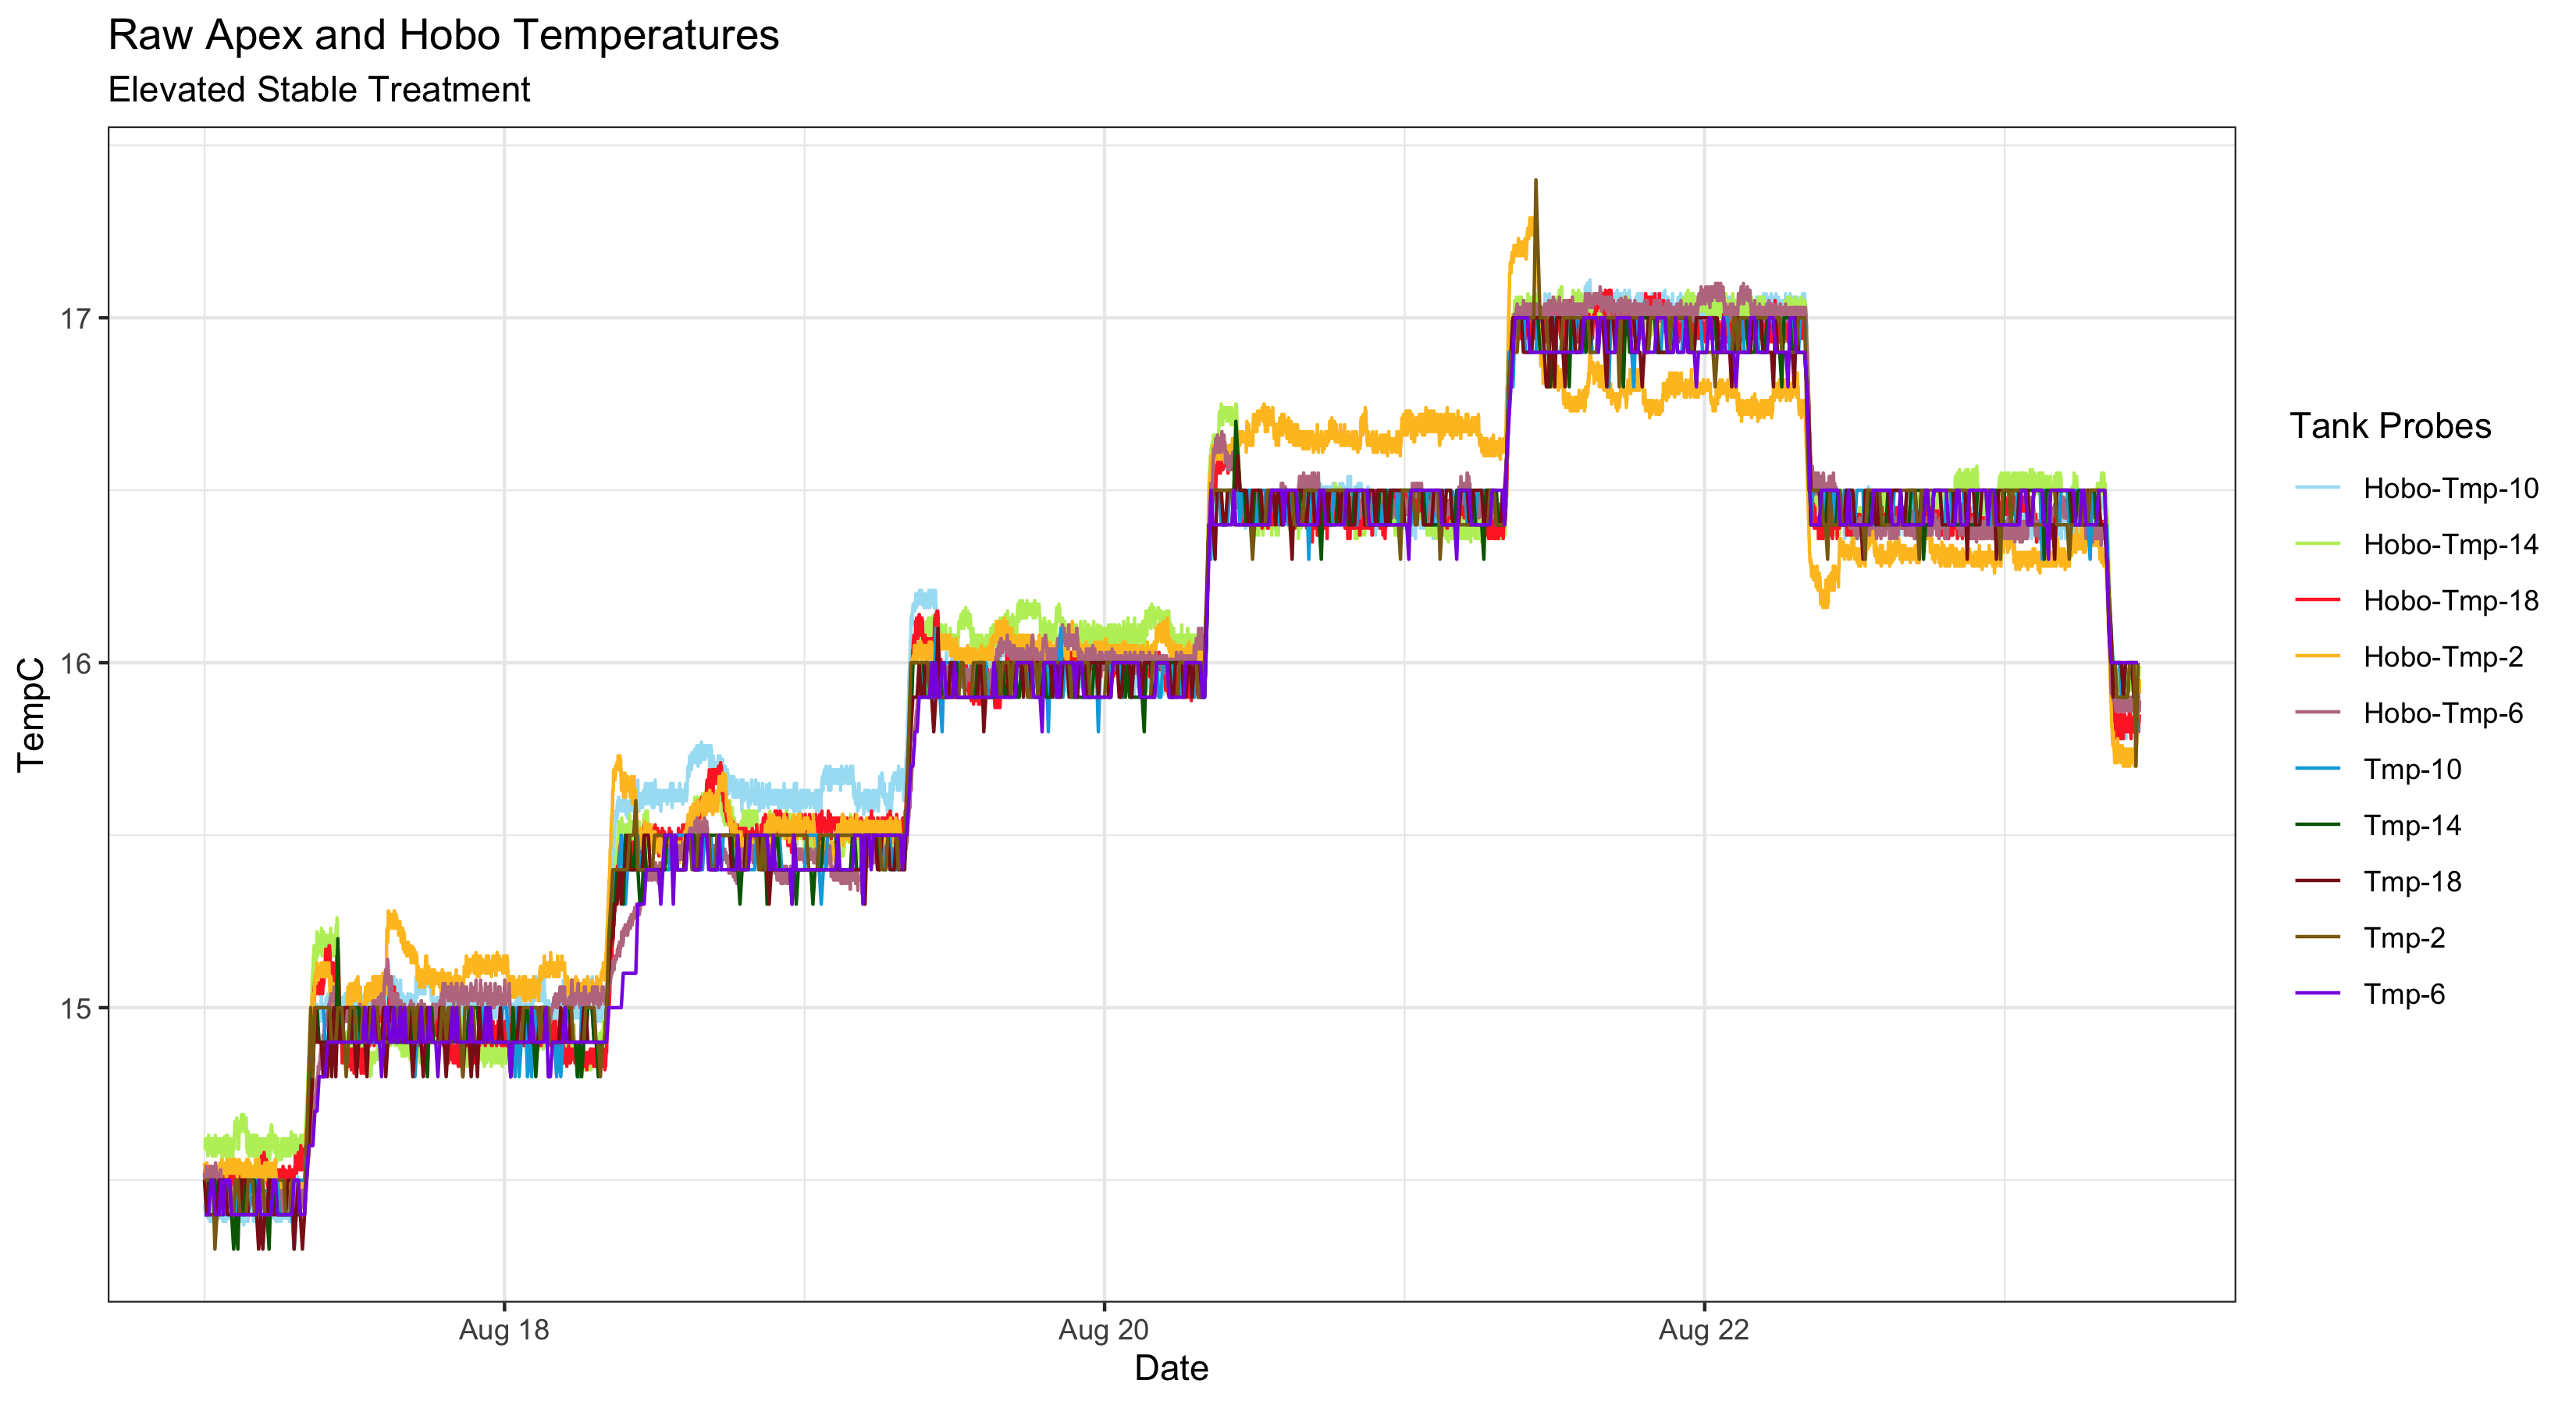 Raw Apex and Hobo Temperatures
Elevated Stable Treatment
TempC
17
16
15
Aug 18
Aug 20
Aug 22
Date
Tank Probes
Hobo-Tmp-10
Hobo-Tmp-14
Hobo-Tmp-18
Hobo-Tmp-2
Hobo-Tmp-6
Tmp-10
Tmp-14
Tmp-18
Tmp-2
Tmp-6